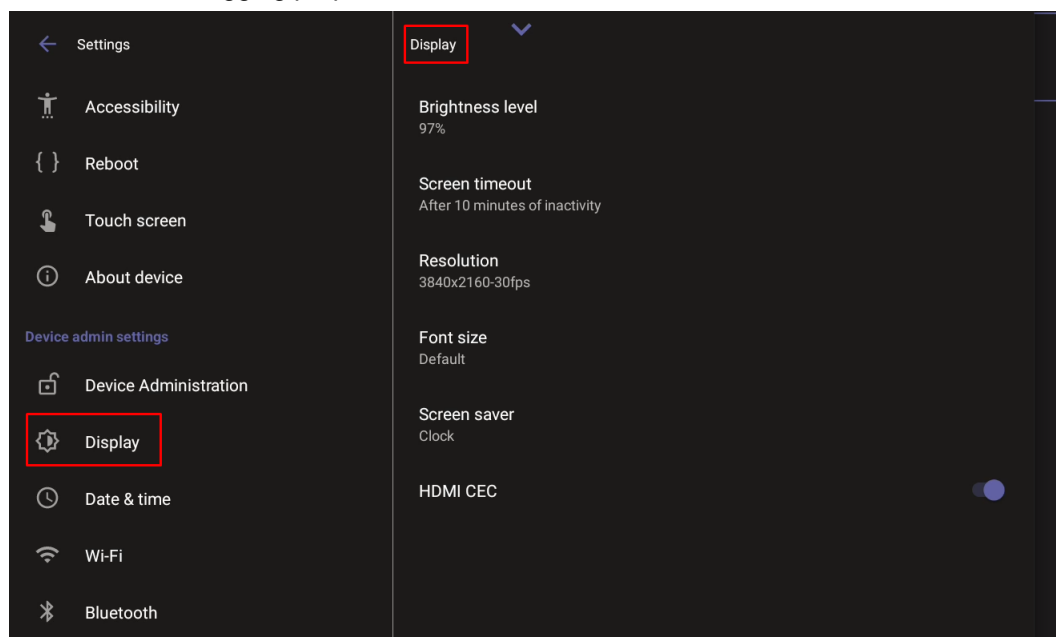 Settings
Accessibility
Reboot
Touch screen
About device
Device admin settings
Device Administration
Display
Date & time
Wi-Fi
Bluetooth
Display
Brightness level
97%
Screen timeout
After 10 minutes of inactivity
Resolution
3840x2160-30fps
Font size
Default
Screen saver
Clock
HDMI CEC